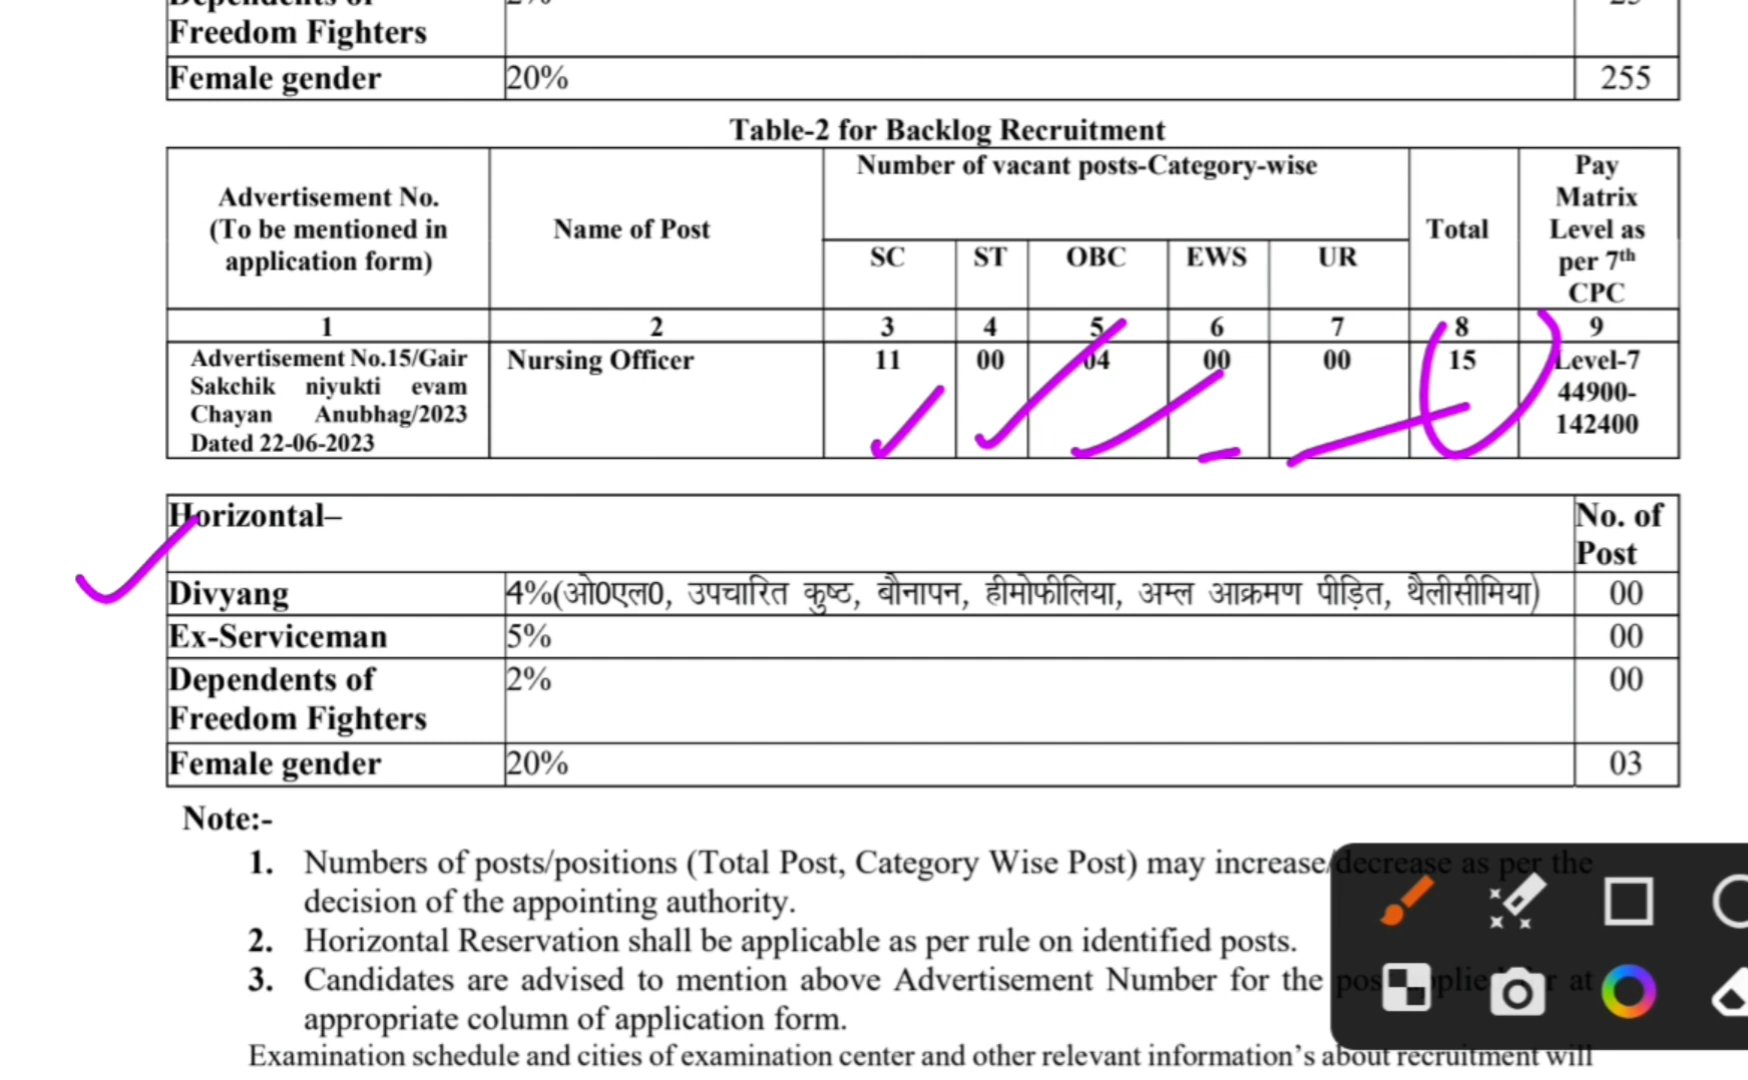 Freedom Fighters
Female gender 20% 255
Table-2 for Backlog Recruitment
Advertisement No. (To be mentioned in application form) Name of Post Number of vacant posts-Category-wise Total Pay Matrix Level as per 7th CPC
SC ST OBC EWS UR
1 2 3 4 5 6 7 8 9
Advertisement No.15/Gair Nursing Officer 11 00 04 00 00 15 Level-7
Sakchik niyukti evam 44900-
Chayan Anubhag/2023 142400
Dated 22-06-2023
Horizontal– No. of
Post
Divyang 4%(ओ0एल0, उपचारित कुष्ठ, बौनापन, हीमोफीलिया, अम्ल आक्रमण पीड़ित, थैलीसीमिया) 00
Ex-Serviceman 5% 00
Dependents of 2% 00
Freedom Fighters
Female gender 20% 03
Note:-
1. Numbers of posts/positions (Total Post, Category Wise Post) may increase/decrease as per the
decision of the appointing authority.
2. Horizontal Reservation shall be applicable as per rule on identified posts.
3. Candidates are advised to mention above Advertisement Number for the at
appropriate column of application form.
Examination schedule and cities of examination center and other relevant information’s about recruitment will